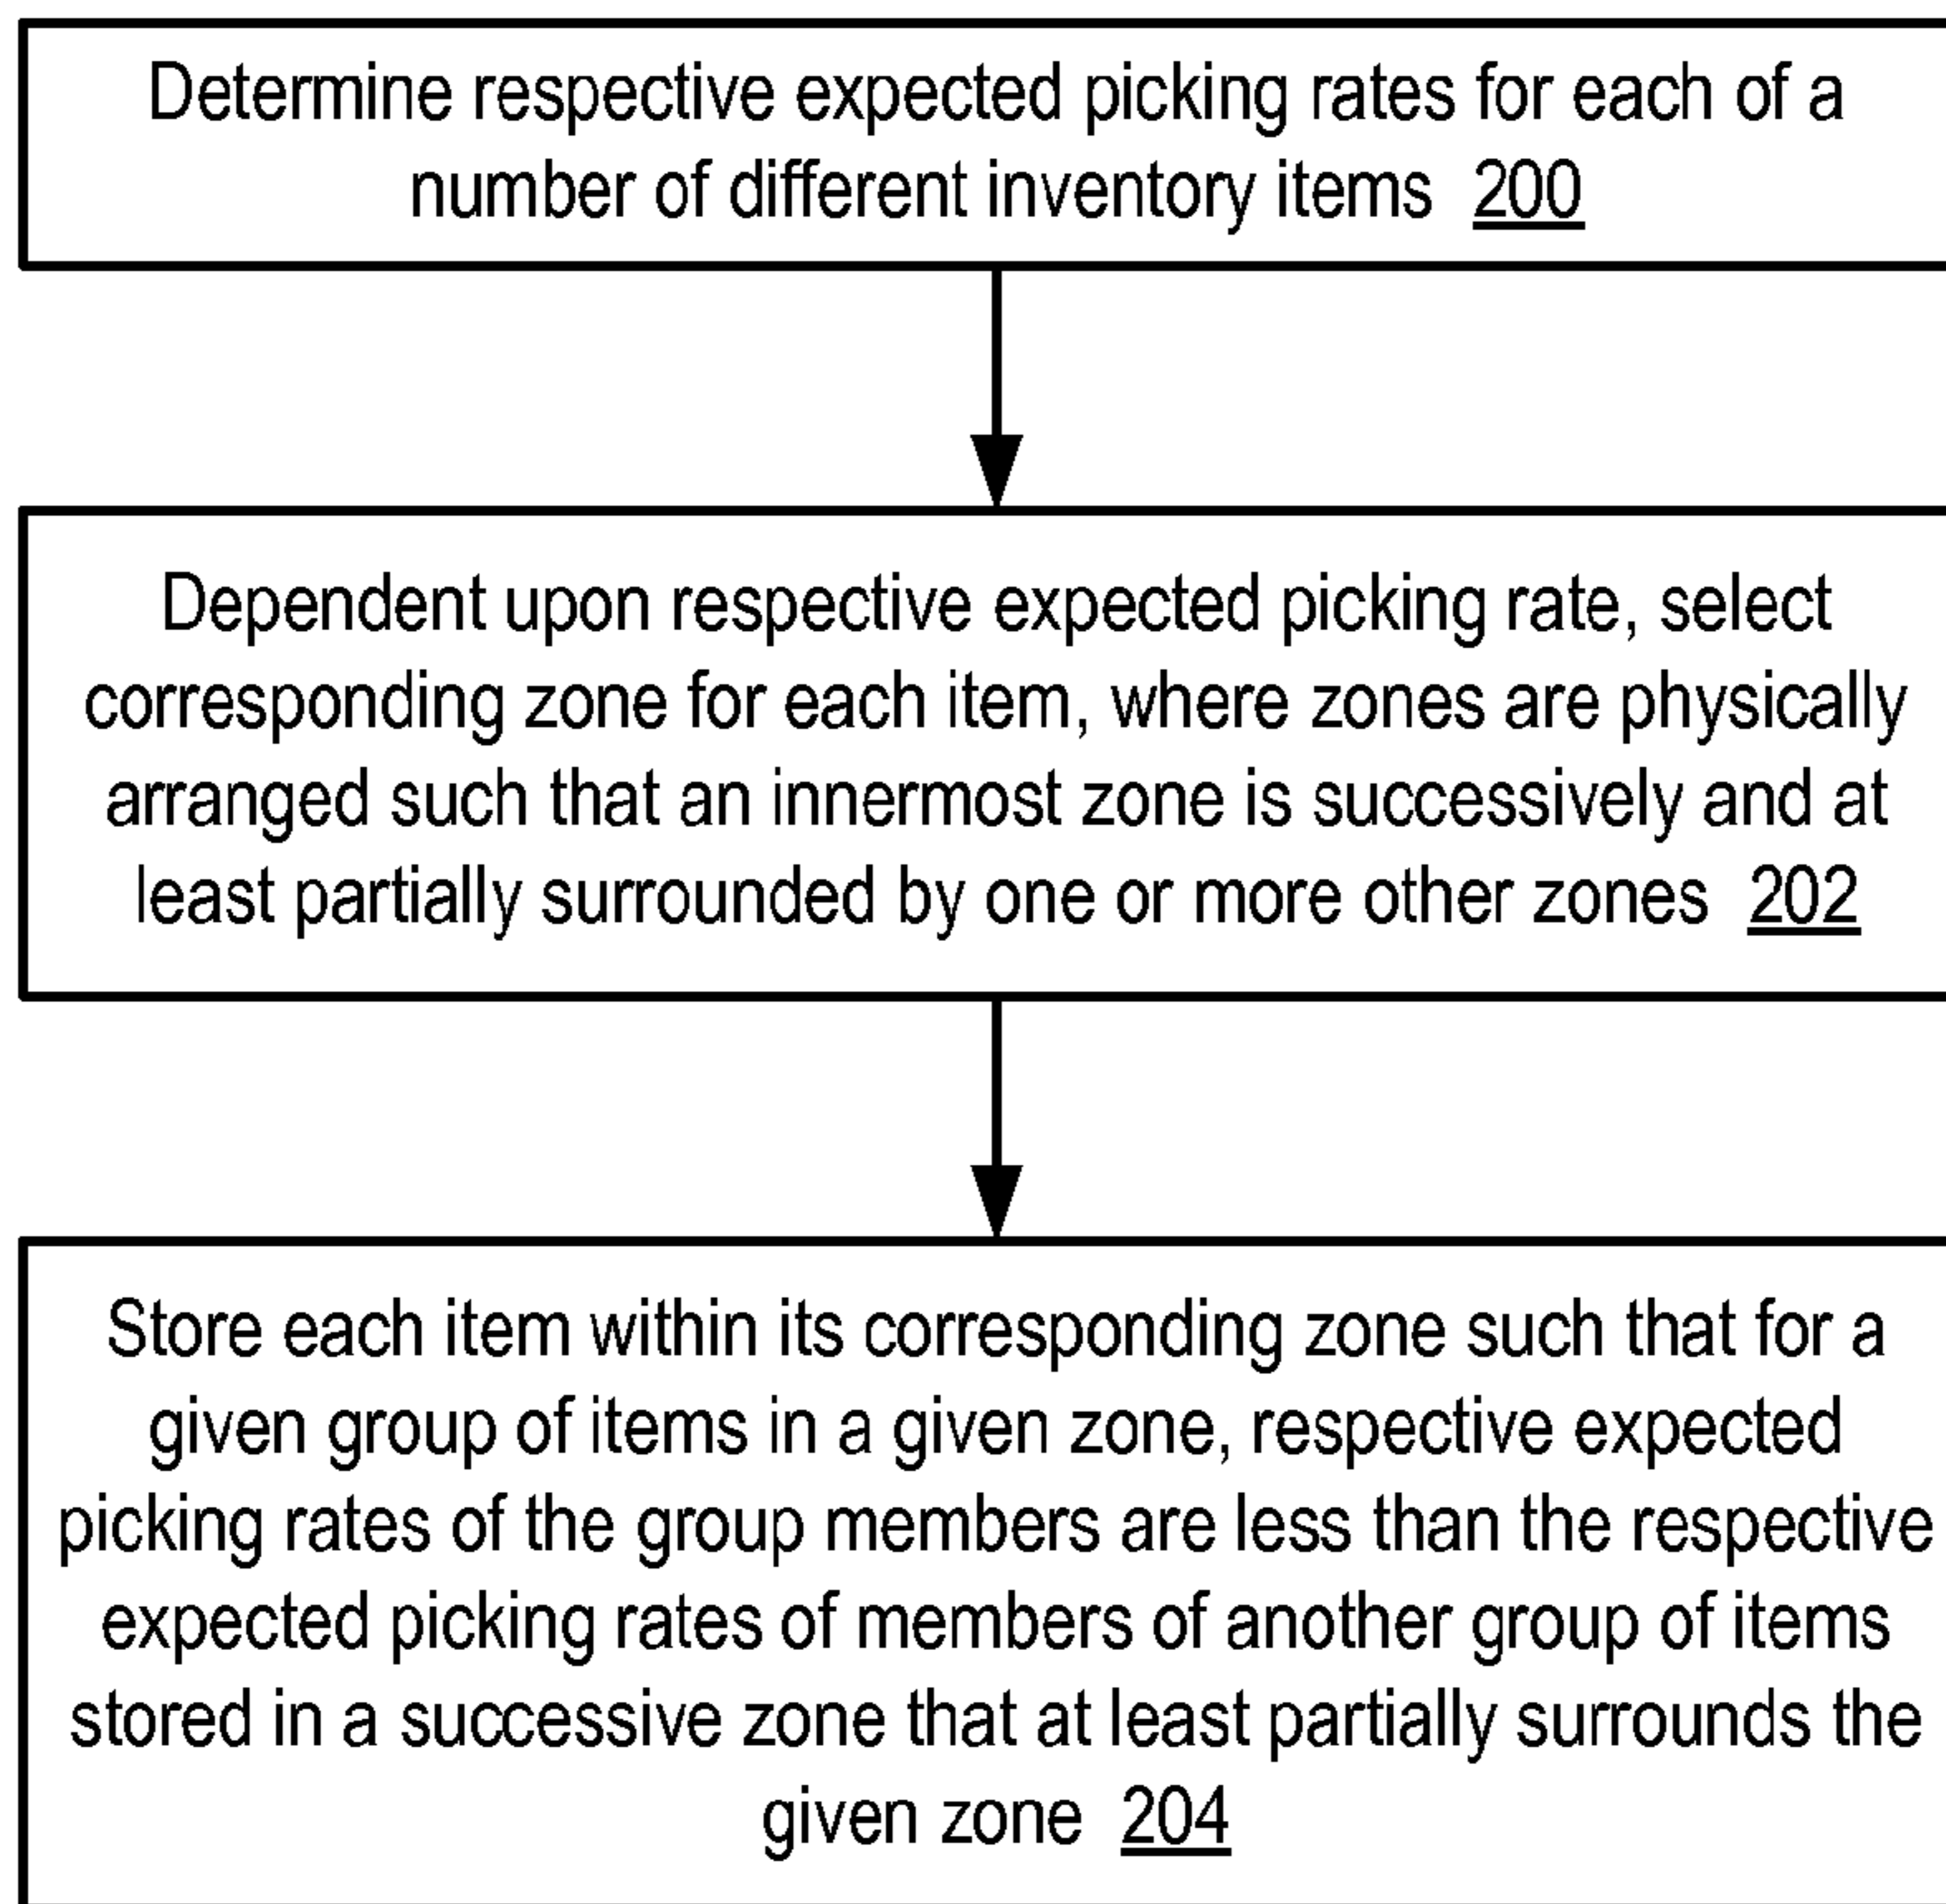 Determine respective expected picking rates for each of a
number of different inventory items 200
Dependent upon respective expected picking rate, select
corresponding zone for each item, where zones are physically
arranged such that an innermost zone is successively and at
least partially surrounded by one or more other zones 202
Store each item within its corresponding zone such that for a
given group of items in a given zone, respective expected
picking rates of the group members are less than the respective
expected picking rates of members of another group of items
stored in a successive zone that at least partially surrounds the
given zone 204